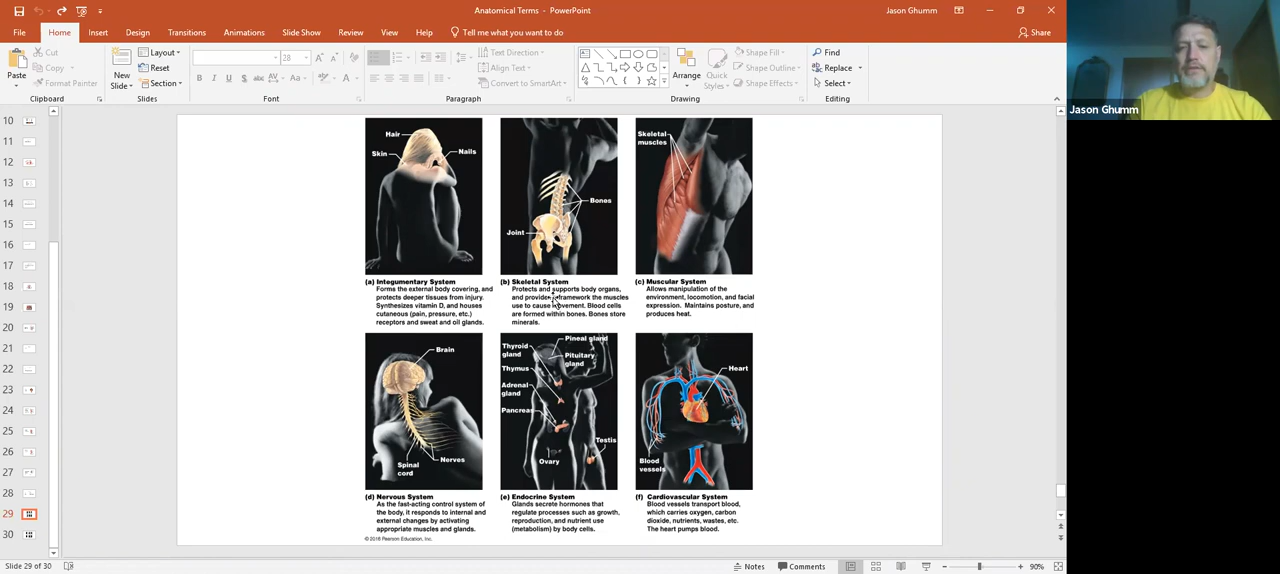 Anatomical Terms - PowerPoint
Jason Ghumm
File Home Insert Design Transitions Animations Slide Show Review View Help Tell me what you want to do Share
Paste
Cut
Copy
Format Painter
Clipboard
New
Slide
Layout
Reset
Section
Slides
28
B I U S abc AV Aa A
Font
Text Direction
Align Text
Convert to SmartArt
Paragraph
Arrange
Quick
Styles
Shape Fill
Shape Outline
Shape Effects
Drawing
Find
Replace
Select
Editing
Jason Ghumm
10
11
12
13
14
15
16
17
18
19
20
21
22
23
24
25
26
27
28
29
30
Hair
Skin
Nails
Bones
Joint
Skeletal
muscles
(a) Integumentary System
Forms the external body covering, and
protects deeper tissues from injury.
Synthesizes vitamin D, and houses
cutaneous (pain, pressure, etc.)
receptors and sweat and oil glands.
(b) Skeletal System
Protects and supports body organs,
and provides a framework the muscles
use to cause movement. Blood cells
are formed within bones. Bones store
minerals.
(c) Muscular System
Allows manipulation of the
environment, locomotion, and facial
expression. Maintains posture, and
produces heat.
Brain
Spinal
cord
Nerves
Pineal gland
Thyroid
gland
Pituitary
gland
Thymus
Adrenal
gland
Pancreas
Testis
Ovary
Heart
Blood
vessels
(d) Nervous System
As the fast-acting control system of
the body, it responds to internal and
external changes by activating
appropriate muscles and glands.
(e) Endocrine System
Glands secrete hormones that
regulate processes such as growth,
reproduction, and nutrient use
(metabolism) by body cells.
(f) Cardiovascular System
Blood vessels transport blood,
which carries oxygen, carbon
dioxide, nutrients, wastes, etc.
The heart pumps blood.
© 2016 Pearson Education, Inc.
Slide 29 of 30
Notes
Comments
90%